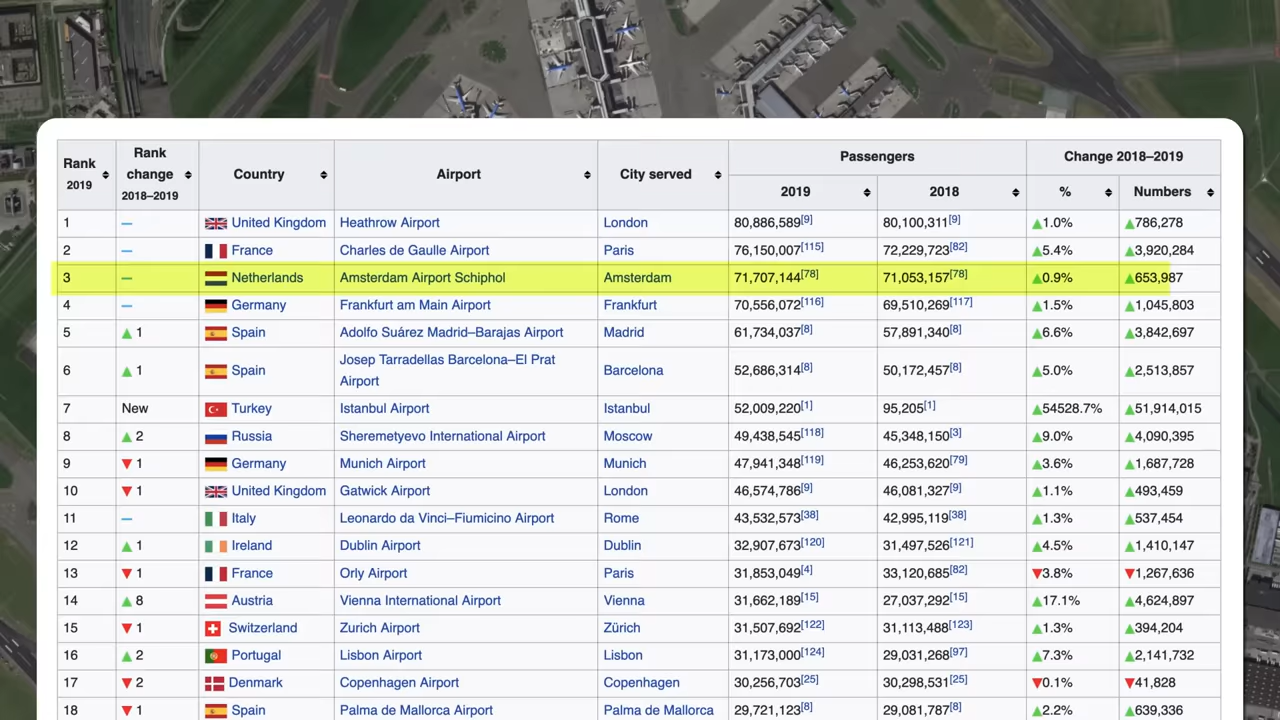 Rank 2019 Rank change 2018–2019 Country Airport City served Passengers Change 2018–2019
2019 2018 % Numbers
1 – United Kingdom Heathrow Airport London 80,886,589[9] 80,100,311[9] ▲1.0% ▲786,278
2 – France Charles de Gaulle Airport Paris 76,150,007[115] 72,229,723[82] ▲5.4% ▲3,920,284
3 – Netherlands Amsterdam Airport Schiphol Amsterdam 71,707,144[78] 71,053,157[78] ▲0.9% ▲653,987
4 – Germany Frankfurt am Main Airport Frankfurt 70,556,072[116] 69,510,269[117] ▲1.5% ▲1,045,803
5 ▲ 1 Spain Adolfo Suárez Madrid–Barajas Airport Madrid 61,734,037[8] 57,891,340[8] ▲6.6% ▲3,842,697
6 ▲ 1 Spain Josep Tarradellas Barcelona–El Prat Airport Barcelona 52,686,314[8] 50,172,457[8] ▲5.0% ▲2,513,857
7 New Turkey Istanbul Airport Istanbul 52,009,220[1] 95,205[1] ▲54528.7% ▲51,914,015
8 ▲ 2 Russia Sheremetyevo International Airport Moscow 49,438,545[118] 45,348,150[3] ▲9.0% ▲4,090,395
9 ▼ 1 Germany Munich Airport Munich 47,941,348[119] 46,253,620[79] ▲3.6% ▲1,687,728
10 ▼ 1 United Kingdom Gatwick Airport London 46,574,786[9] 46,081,327[9] ▲1.1% ▲493,459
11 – Italy Leonardo da Vinci–Fiumicino Airport Rome 43,532,573[38] 42,995,119[38] ▲1.3% ▲537,454
12 ▲ 1 Ireland Dublin Airport Dublin 32,907,673[120] 31,497,526[121] ▲4.5% ▲1,410,147
13 ▼ 1 France Orly Airport Paris 31,853,049[4] 33,120,685[82] ▼3.8% ▼1,267,636
14 ▲ 8 Austria Vienna International Airport Vienna 31,662,189[15] 27,037,292[15] ▲17.1% ▲4,624,897
15 ▼ 1 Switzerland Zurich Airport Zürich 31,507,692[122] 31,113,488[123] ▲1.3% ▲394,204
16 ▲ 2 Portugal Lisbon Airport Lisbon 31,173,000[124] 29,031,268[97] ▲7.3% ▲2,141,732
17 ▼ 2 Denmark Copenhagen Airport Copenhagen 30,256,703[25] 30,298,531[25] ▼0.1% ▼41,828
18 ▼ 1 Spain Palma de Mallorca Airport Palma de Mallorca 29,721,123[8] 29,081,787[8] ▲2.2% ▲639,336